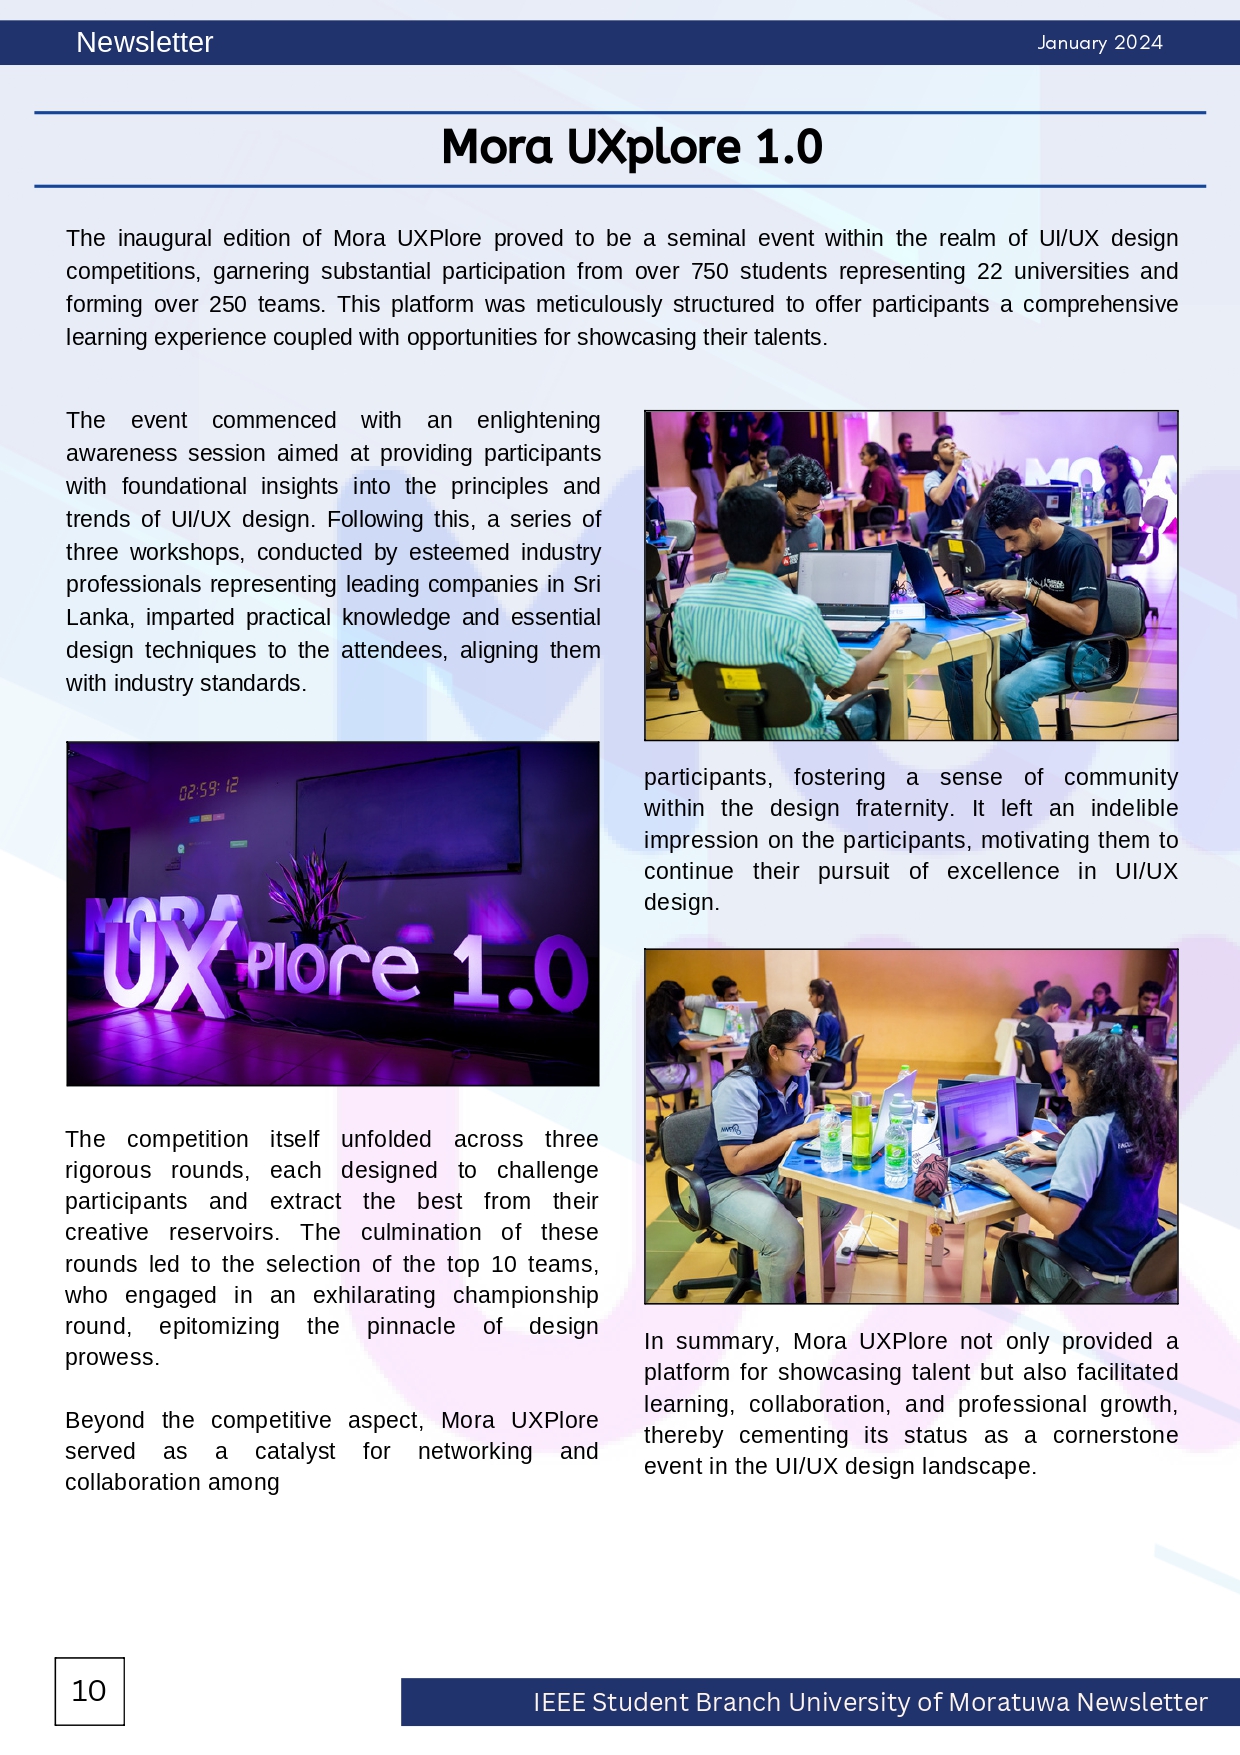 Newsletter
January 2024
Mora UXplore 1.0
The inaugural edition of Mora UXPlore proved to be a seminal event within the realm of UI/UX design
competitions, garnering substantial participation from over 750 students representing 22 universities and
forming over 250 teams. This platform was meticulously structured to offer participants a comprehensive
learning experience coupled with opportunities for showcasing their talents.
The event commenced with an enlightening
awareness session aimed at providing participants
with foundational insights into the principles and
trends of UI/UX design. Following this, a series of
three workshops, conducted by esteemed industry
professionals representing leading companies in Sri
Lanka, imparted practical knowledge and essential
design techniques to the attendees, aligning them
with industry standards.
02:59:12
MORA
UXPlore 1.0
The competition itself unfolded across three
rigorous rounds, each designed to challenge
participants and extract the best from their
creative reservoirs. The culmination of these
rounds led to the selection of the top 10 teams,
who engaged in an exhilarating championship
round, epitomizing the pinnacle of design
prowess.
Beyond the competitive aspect, Mora UXPlore
served as a catalyst for networking and
collaboration among
MORA
participants, fostering a sense of community
within the design fraternity. It left an indelible
impression on the participants, motivating them to
continue their pursuit of excellence in UI/UX
design.
In summary, Mora UXPlore not only provided a
platform for showcasing talent but also facilitated
learning, collaboration, and professional growth,
thereby cementing its status as a cornerstone
event in the UI/UX design landscape.
10
IEEE Student Branch University of Moratuwa Newsletter